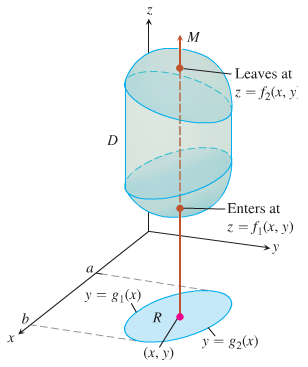 z
M
Leaves at
z = f₂(x, y)
D
Enters at
z = f₁(x, y)
y
a
y = g₁(x)
b
x
R
(x, y)
y = g₂(x)